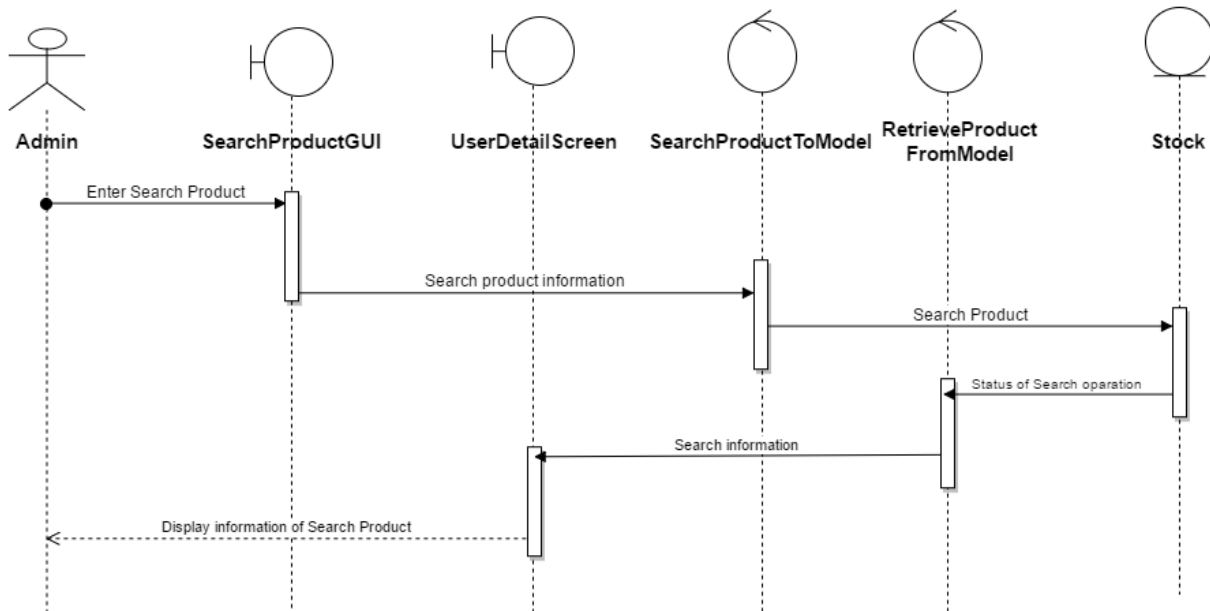 Admin
SearchProductGUI
UserDetailScreen
SearchProductToModel
RetrieveProduct
FromModel
Stock
Enter Search Product
Search product information
Search Product
Status of Search oparation
Search information
Display information of Search Product